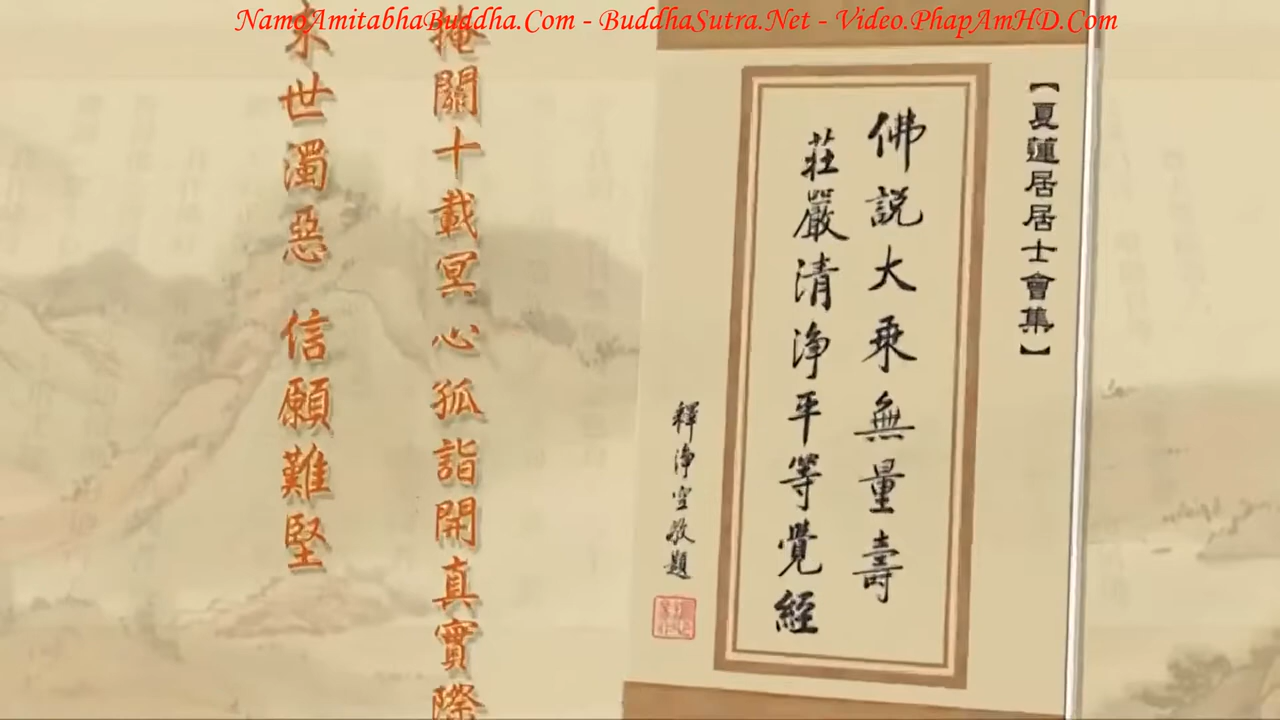 NamoAmitabhaBuddha.Com - BuddhaSutra.Net - Video.PhapAmHD.Com
【夏蓮居居士會集】
佛説大乘無量壽
莊嚴清淨平等覺經
釋淨空敬題
掩關十載冥心孤詣開真實際
末世濁惡 信願難堅